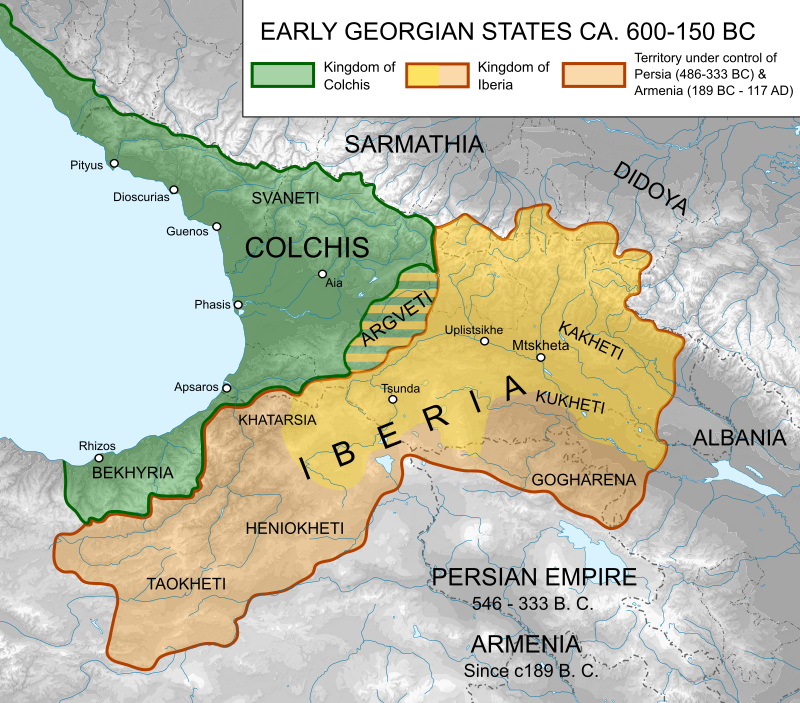 EARLY GEORGIAN STATES CA. 600-150 BC
Kingdom of
Colchis
Kingdom of
Iberia
Territory under control of
Persia (486-333 BC) &
Armenia (189 BC - 117 AD)
SARMATHIA
DIDOYA
Pityus
Dioscurias
SVANETI
Guenos
COLCHIS
Aia
Phasis
ARGVETI
Uplistsikhe
Mtskheta
KAKHETI
Apsaros
Tsunda
KUKHETI
KHATARSIA
IBERIA
ALBANIA
Rhizos
BEKHYRIA
GOGHARENA
HENIOKHETI
TAOKHETI
PERSIAN EMPIRE
546 - 333 B. C.
ARMENIA
Since c189 B. C.